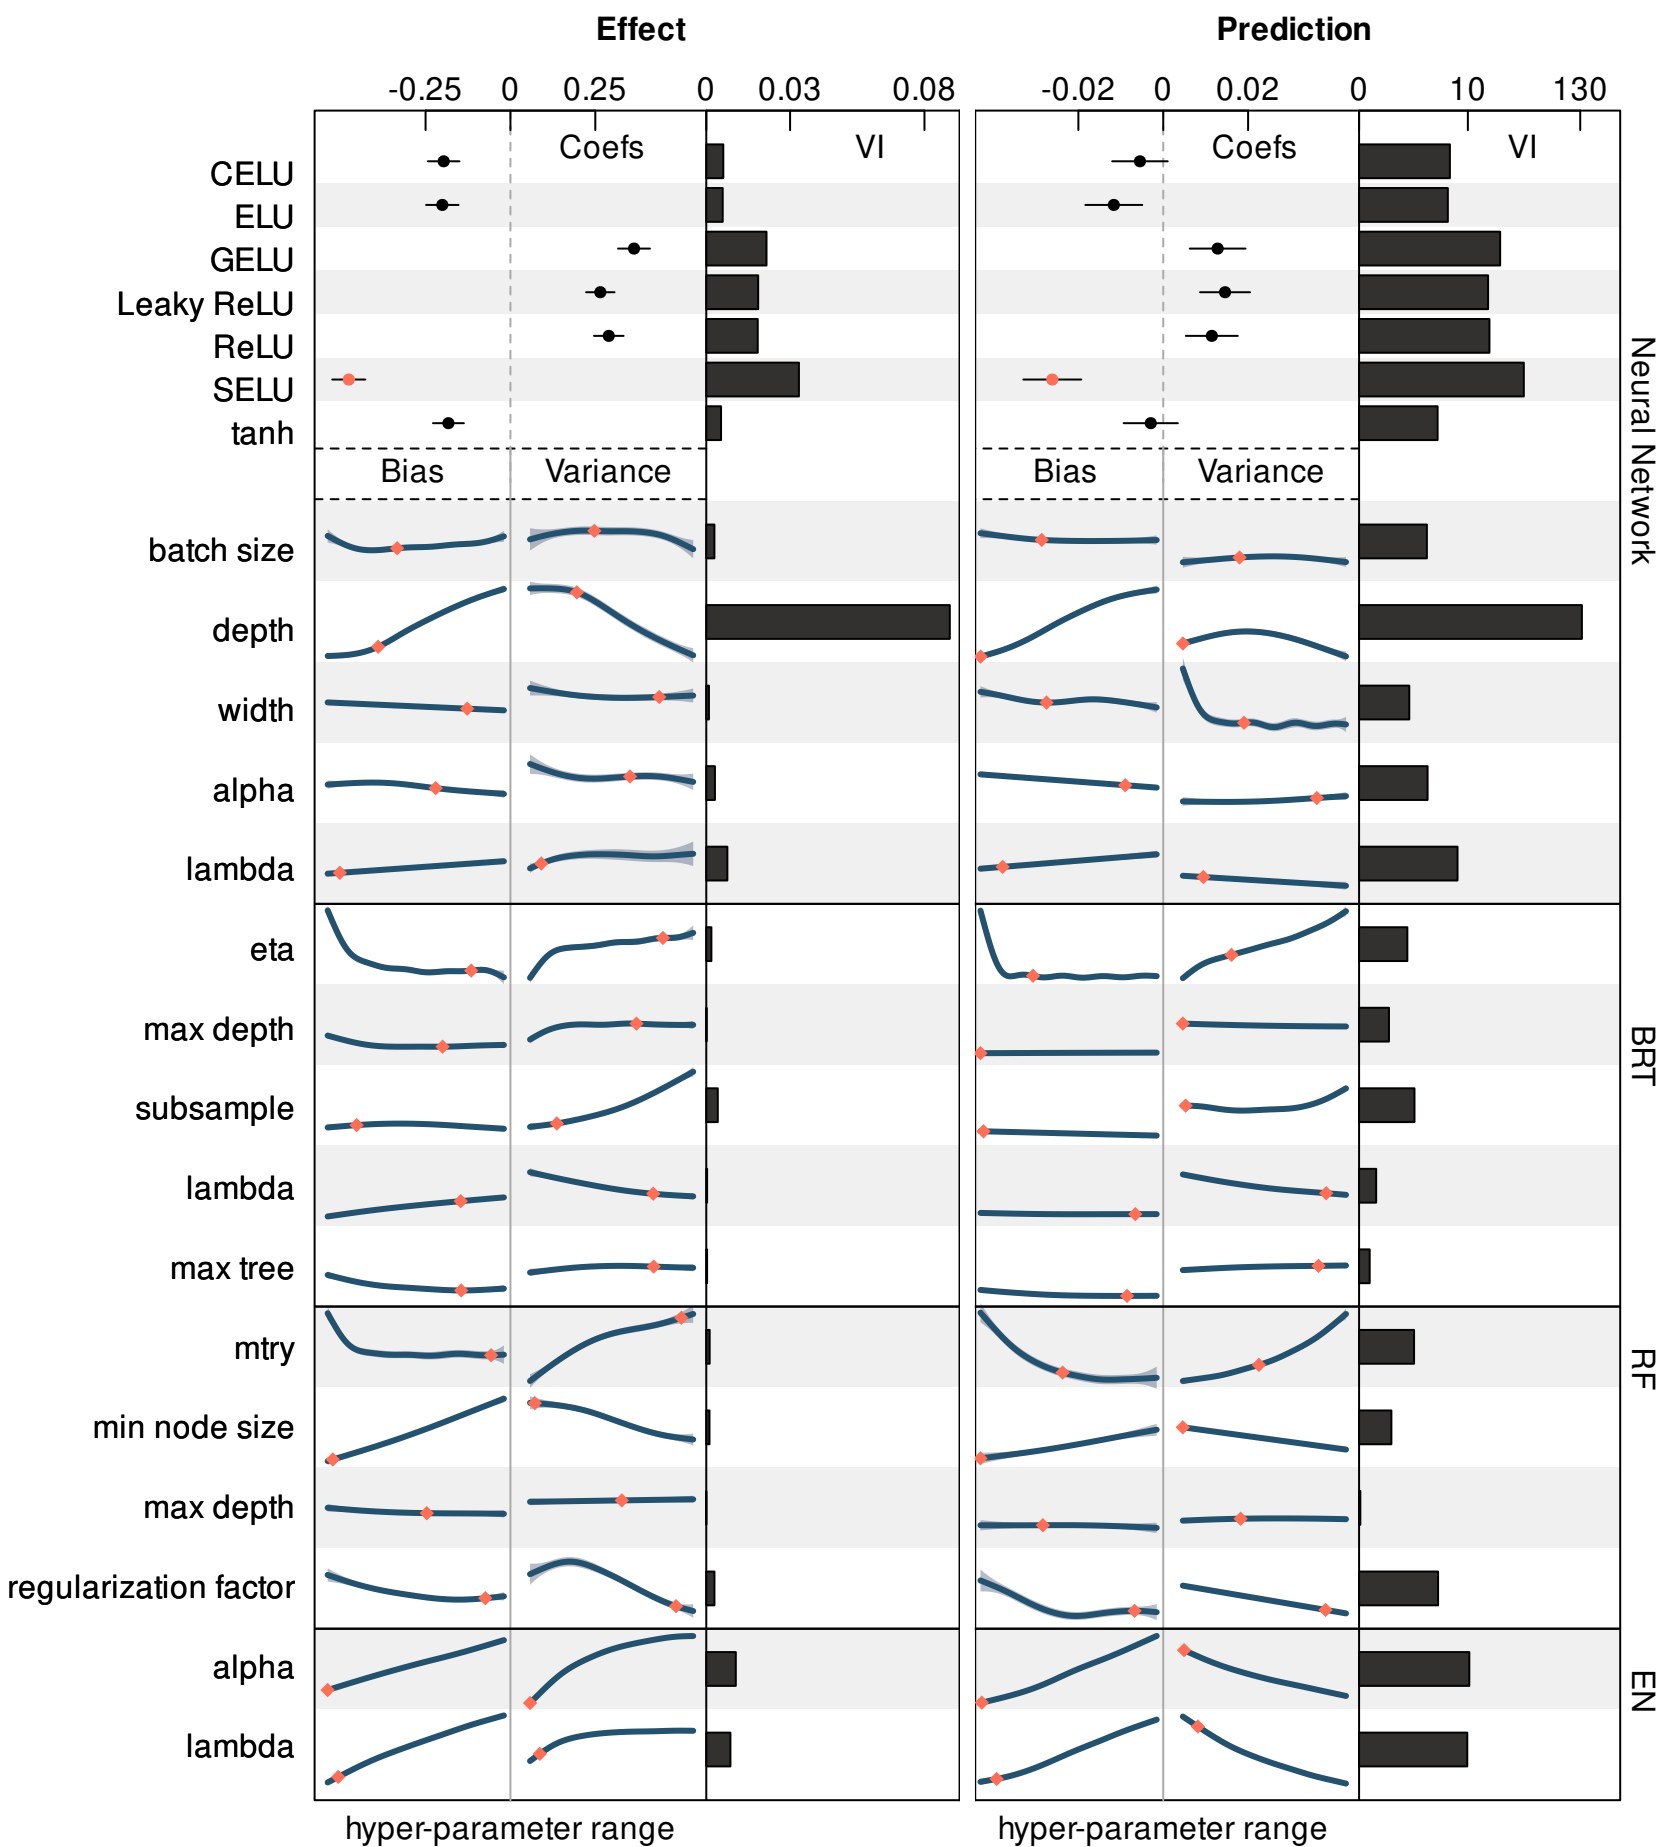 Effect Prediction
-0.25 0 0.25 0 0.03 0.08 -0.02 0 0.02 0 10 130
Coefs VI Coefs VI
CELU
ELU
GELU
Leaky ReLU
ReLU
SELU
tanh
Bias Variance Bias Variance
batch size
depth
width
alpha
lambda
Neural Network
eta
max depth
subsample
lambda
max tree
BRT
mtry
min node size
max depth
regularization factor
RF
alpha
lambda
EN
hyper-parameter range hyper-parameter range